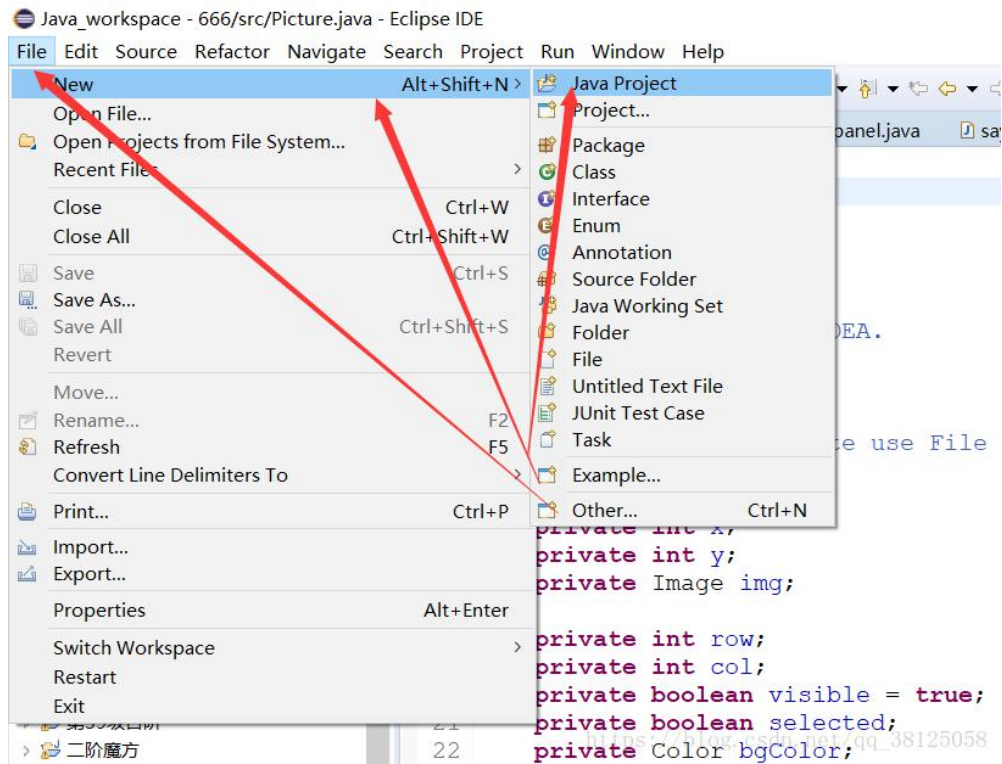 Java_workspace - 666/src/Picture.java - Eclipse IDE
File Edit Source Refactor Navigate Search Project Run Window Help
New Alt+Shift+N >
Open File...
Open Projects from File System...
Recent Files >
Close Ctrl+W
Close All Ctrl+Shift+W
Save Ctrl+S
Save As...
Save All Ctrl+Shift+S
Revert
Move...
Rename... F2
Refresh F5
Convert Line Delimiters To >
Print... Ctrl+P
Import...
Export...
Properties Alt+Enter
Switch Workspace >
Restart
Exit
二阶魔方
Java Project
Project...
Package
Class
Interface
Enum
Annotation
Source Folder
Java Working Set
Folder
File
Untitled Text File
JUnit Test Case
Task
Example...
Other... Ctrl+N
panel.java
DEA.
use File
private int x;
private int y;
private Image img;
private int row;
private int col;
private boolean visible = true;
21 private boolean selected;
22 private Color bgColor;
https://blog.csdn.net/qq_38125058